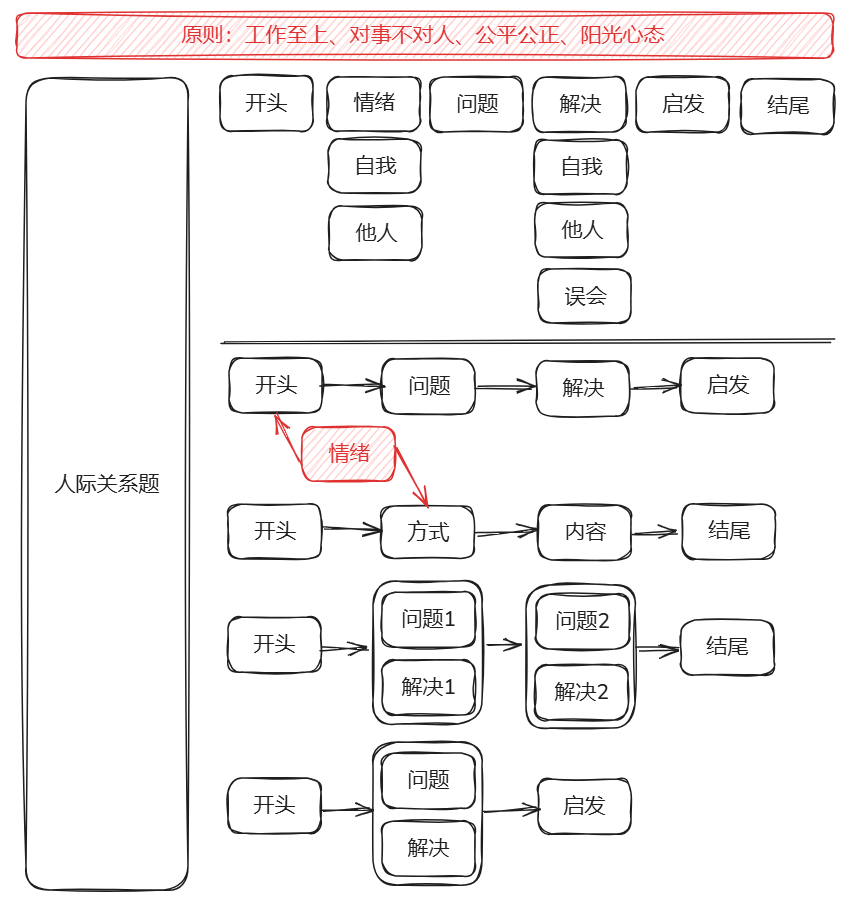 原则：工作至上、对事不对人、公平公正、阳光心态
人际关系题
开头
情绪
问题
解决
启发
结尾
自我
自我
他人
他人
误会
开头
问题
解决
启发
情绪
开头
方式
内容
结尾
开头
问题1
解决1
问题2
解决2
结尾
开头
问题
解决
启发